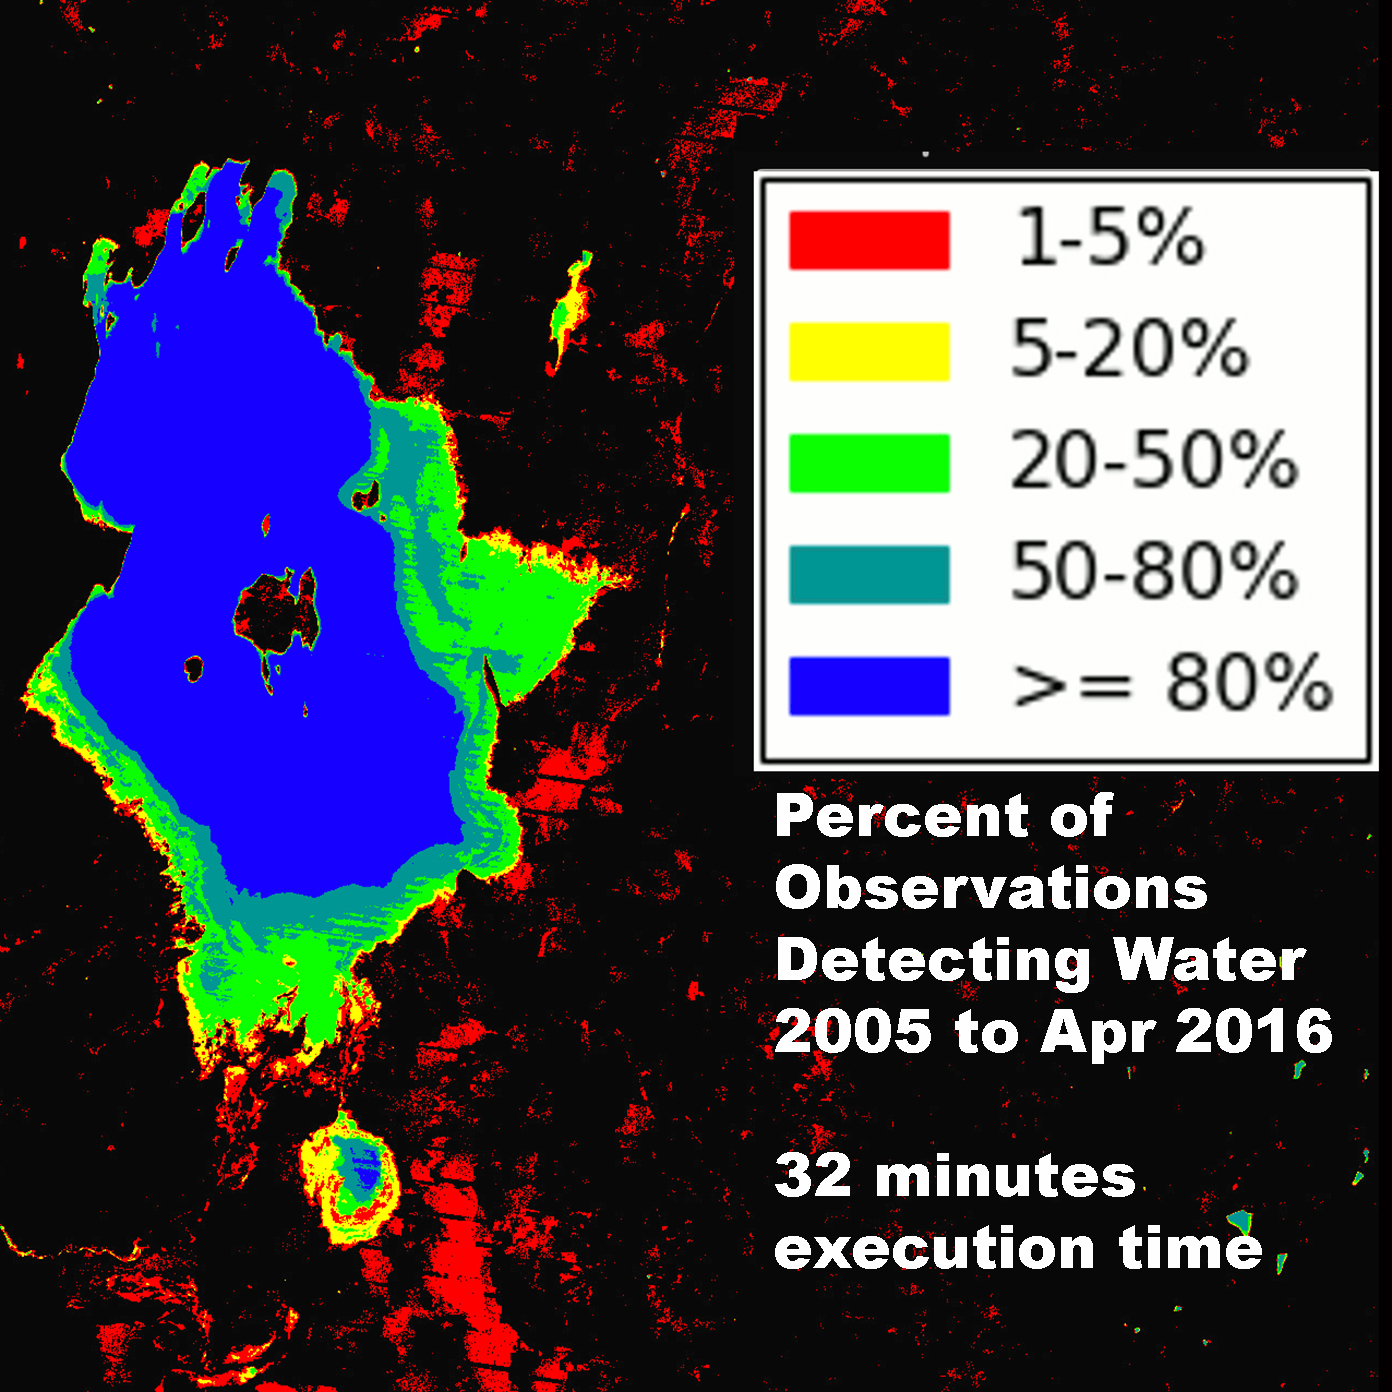 1-5%
5-20%
20-50%
50-80%
>= 80%
Percent of
Observations
Detecting Water
2005 to Apr 2016
32 minutes
execution time